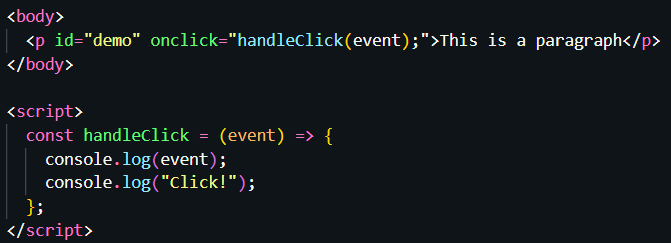 <body>
  <p id="demo" onclick="handleClick(event);">This is a paragraph</p>
</body>

<script>
  const handleClick = (event) => {
    console.log(event);
    console.log("Click!");
  };
</script>